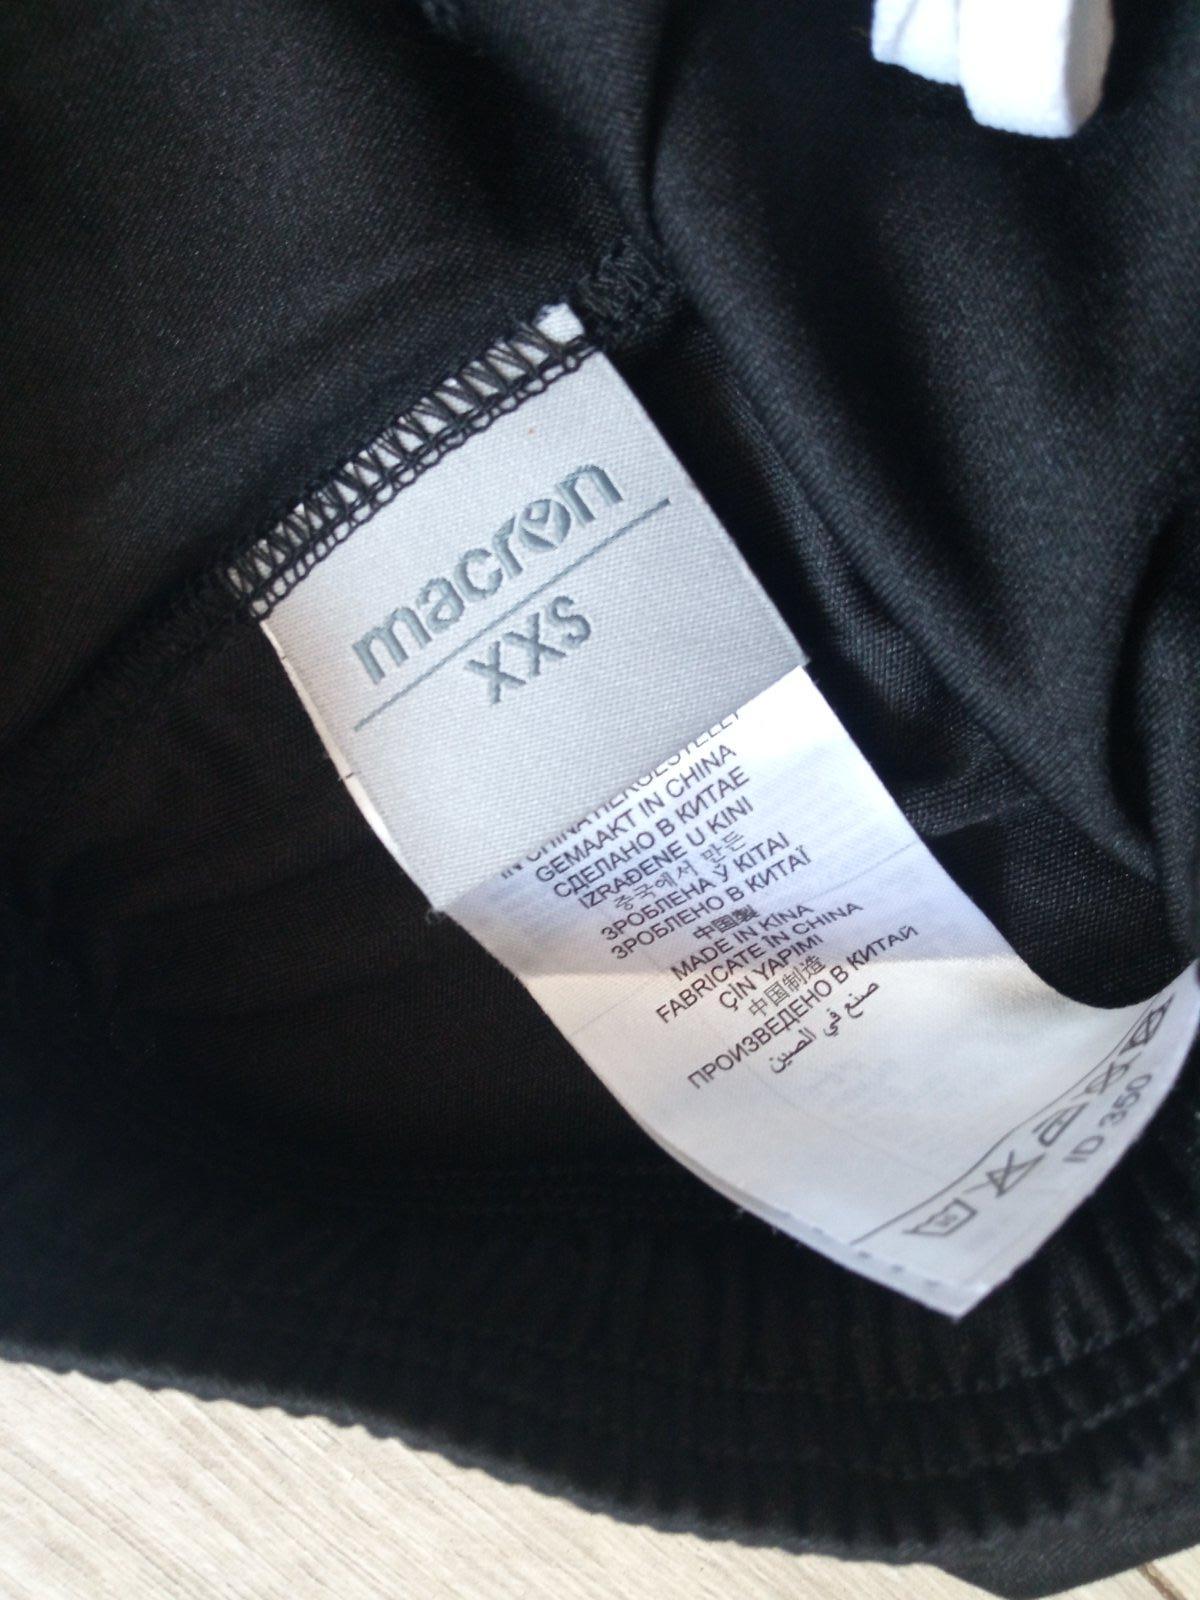 macron
XXS
IN CHINA HERGESTELLT
GEMAAKT IN CHINA
СДЕЛАНО В КИТАЕ
IZRAĐENE U KINI
중국에서 만든
ЗРОБЛЕНА Ў КІТАІ
ЗРОБЛЕНО В КИТАЇ
中国製
MADE IN KINA
FABRICATE ÎN CHINA
ÇİN YAPIMI
中国制造
ПРОИЗВЕДЕНО В КИТАЙ
صنع في الصين
ID 350